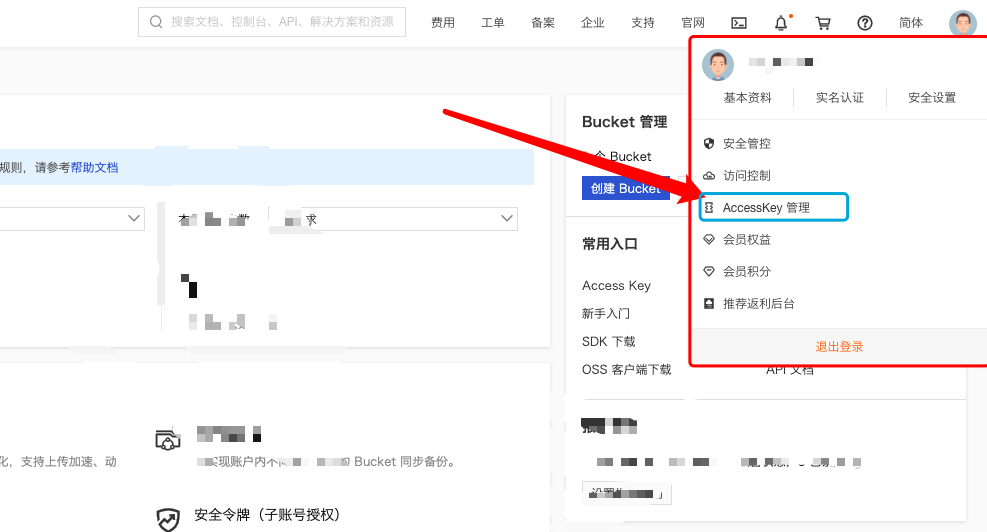 搜索文档、控制台、API、解决方案和资源
费用 工单 备案 企业 支持 官网 简体
基本资料 实名认证 安全设置
安全管控
访问控制
AccessKey 管理
会员权益
会员积分
推荐返利后台
退出登录
规则，请参考帮助文档
求
Bucket 管理
个 Bucket
创建 Bucket
常用入口
Access Key
新手入门
SDK 下载
OSS 客户端下载
API 文档
化，支持上传加速、动
实现账户内不同
Bucket 同步备份。
安全令牌（子账号授权）